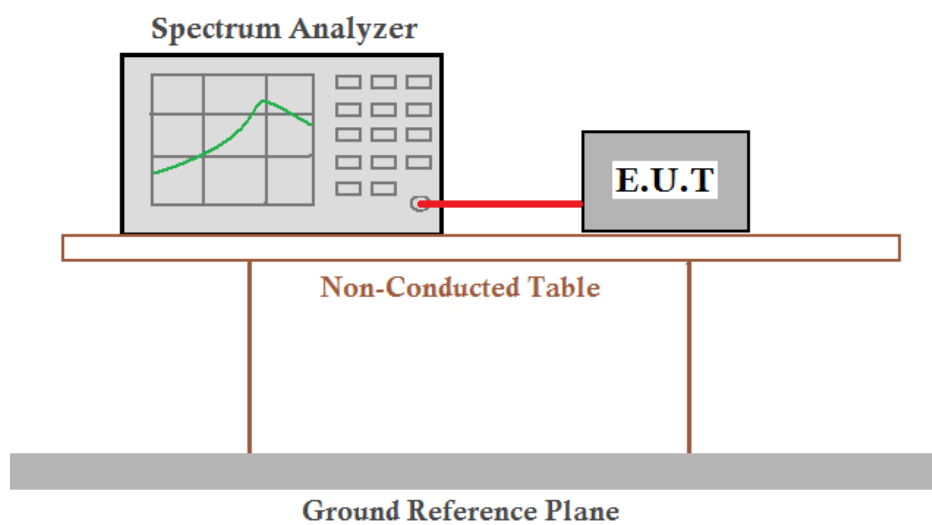 Spectrum Analyzer
E.U.T
Non-Conducted Table
Ground Reference Plane